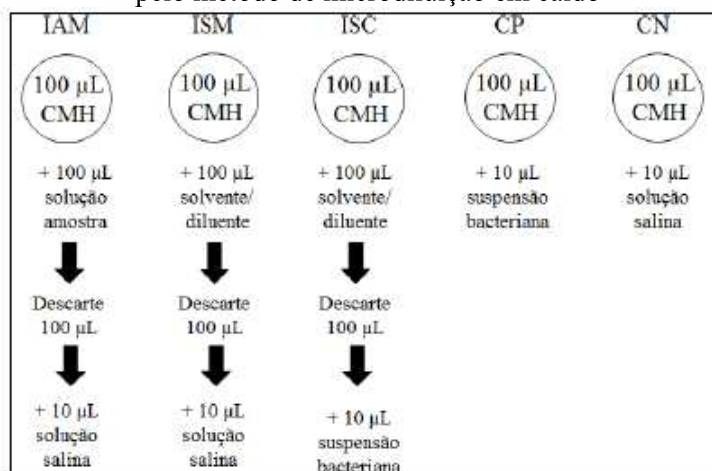 pelo método de microdiluição em caldo
IAM ISM ISC CP CN
100 µL 100 µL 100 µL 100 µL 100 µL
CMH CMH CMH CMH CMH
+ 100 µL + 100 µL + 100 µL + 10 µL + 10 µL
solução solvente/ solvente/ suspensão solução
amostra diluente diluente bacteriana salina
Descarte Descarte Descarte
100 µL 100 µL 100 µL
+ 10 µL + 10 µL + 10 µL
solução solução suspensão
salina salina bacteriana